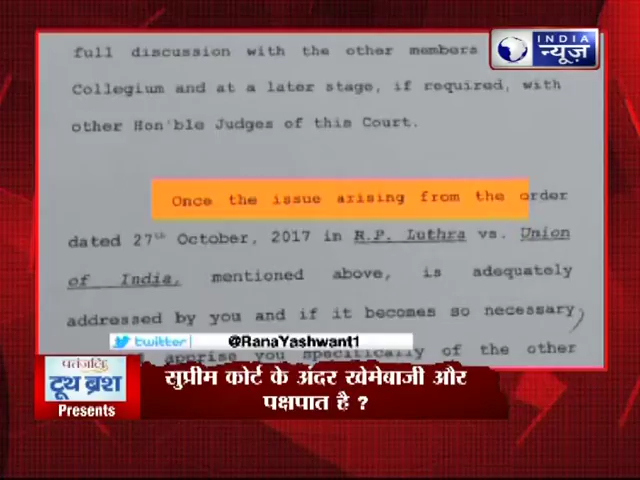 full discussion with the other members
INDIA
न्यूज़
Collegium and at a later stage, if required, with
other Hon'ble Judges of this Court.
Once the issue arising from the order
dated 27th October, 2017 in R.P. Luthra vs. Union
of India, mentioned above, is adequately
addressed by you and if it becomes so necessary
twitter @RanaYashwant1
apprise you specifically of the other
पतंजलि
टूथ ब्रश
Presents
सुप्रीम कोर्ट के अंदर खेमेबाजी और
पक्षपात है ?